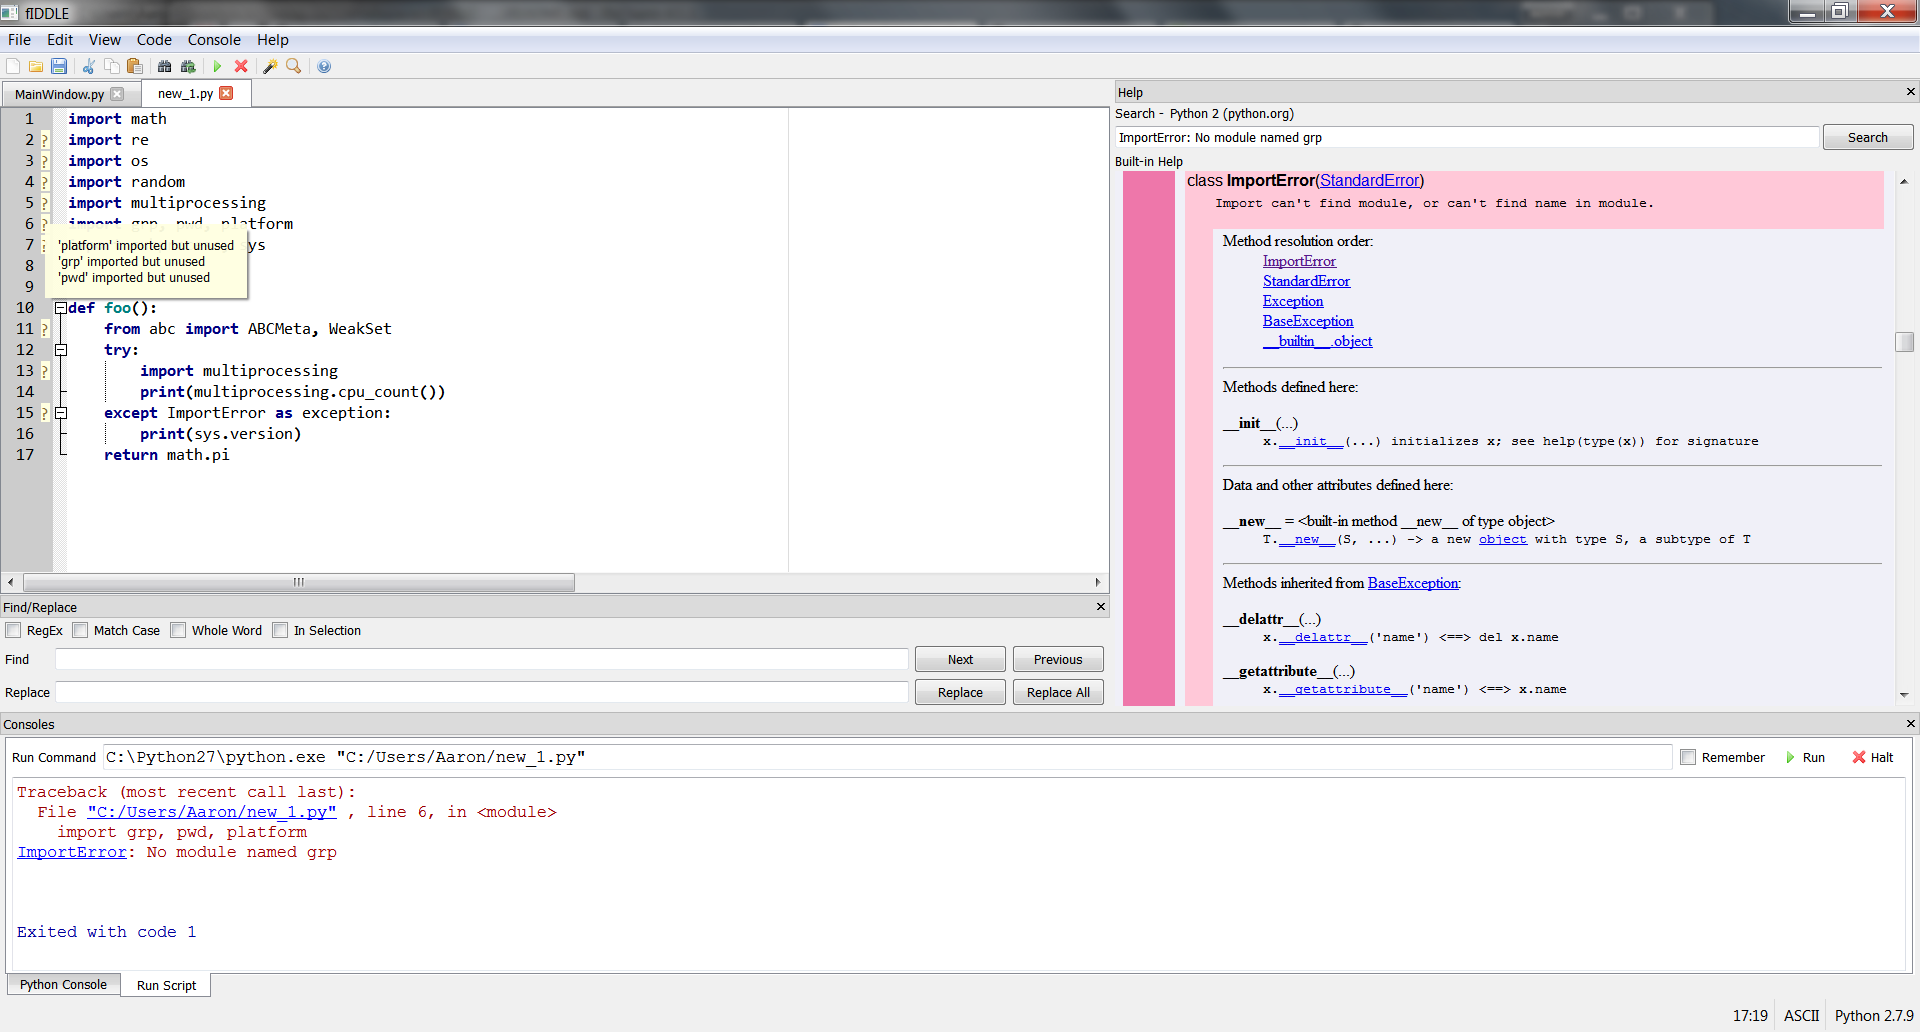 fIDDLE
File Edit View Code Console Help
MainWindow.py
new_1.py
1 import math
2 ? import re
3 ? import os
4 ? import random
5 ? import multiprocessing
6 ? import grp, pwd, platform
7 ? sys
'platform' imported but unused
'grp' imported but unused
'pwd' imported but unused
8
9
10 def foo():
11 ? from abc import ABCMeta, WeakSet
12 try:
13 ? import multiprocessing
14 print(multiprocessing.cpu_count())
15 ? except ImportError as exception:
16 print(sys.version)
17 return math.pi
Find/Replace
RegEx Match Case Whole Word In Selection
Find Next Previous
Replace Replace Replace All
Help
Search - Python 2 (python.org)
ImportError: No module named grp Search
Built-in Help
class ImportError(StandardError)
Import can't find module, or can't find name in module.
Method resolution order:
ImportError
StandardError
Exception
BaseException
__builtin__.object
Methods defined here:
__init__(...)
x.__init__(...) initializes x; see help(type(x)) for signature
Data and other attributes defined here:
__new__ = <built-in method __new__ of type object>
T.__new__(S, ...) -> a new object with type S, a subtype of T
Methods inherited from BaseException:
__delattr__(...)
x.__delattr__('name') <==> del x.name
__getattribute__(...)
x.__getattribute__('name') <==> x.name
Consoles
Run Command C:\Python27\python.exe "C:/Users/Aaron/new_1.py" Remember Run Halt
Traceback (most recent call last):
File "C:/Users/Aaron/new_1.py" , line 6, in <module>
import grp, pwd, platform
ImportError: No module named grp
Exited with code 1
Python Console Run Script
17:19 ASCII Python 2.7.9